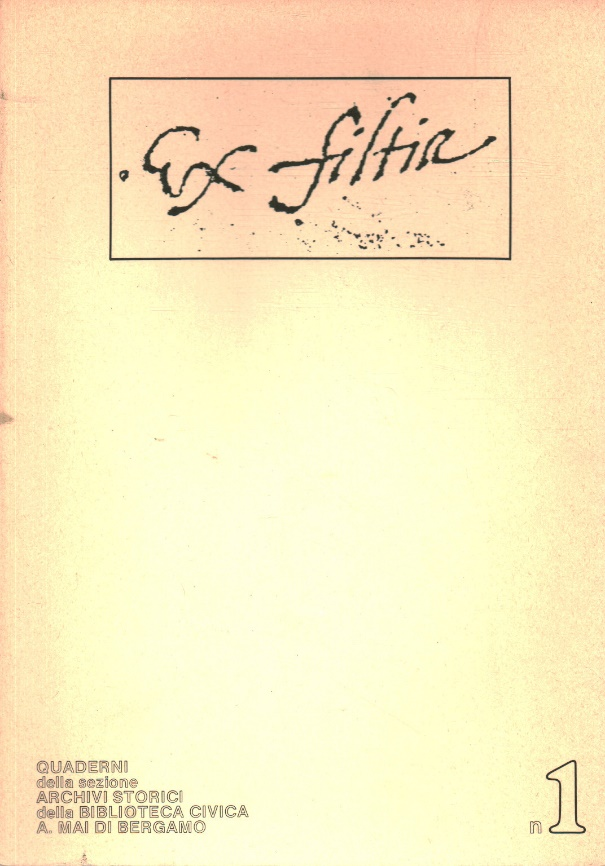 . Ex filtia
QUADERNI
della sezione
ARCHIVI STORICI
della BIBLIOTECA CIVICA
A. MAI DI BERGAMO
n 1